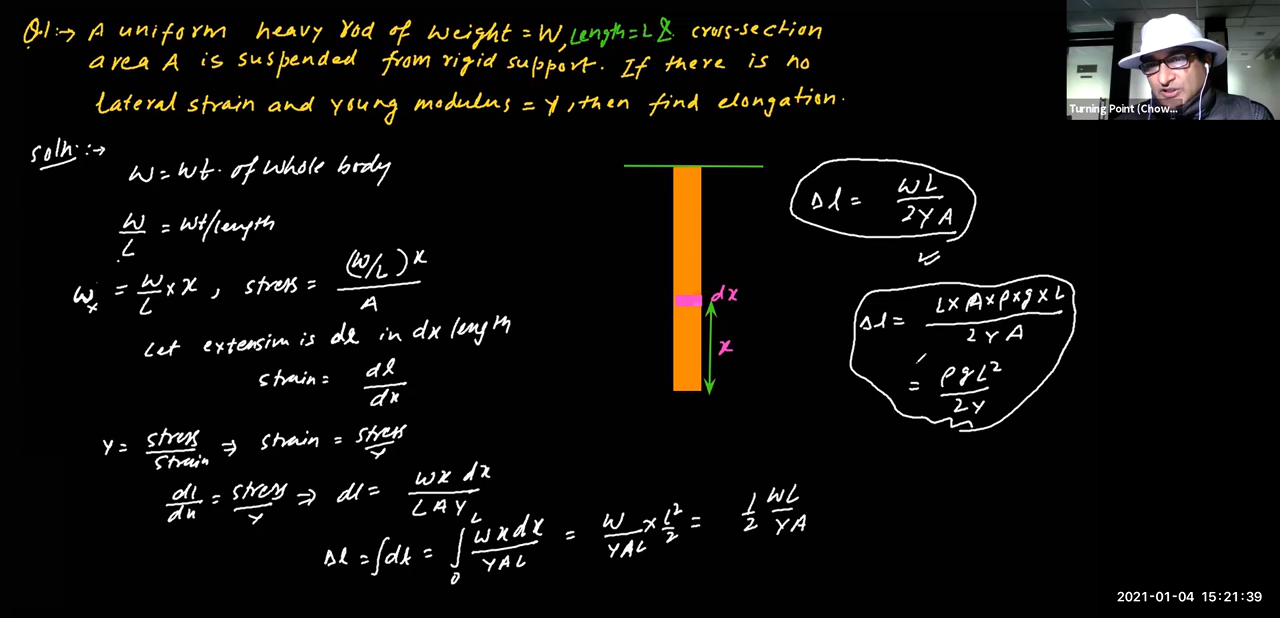 Q.1:→ A uniform heavy rod of weight = W, Length = L & cross-section
area A is suspended from rigid support. If there is no
lateral strain and young modulus = Y, then find elongation.
Turning Point (Chow...
Soln:→
W = Wt. of Whole body
W/L = Wt/length
Wx = W/L × x, stress = (W/L)x / A
Let extension is dl in dx length
strain = dl/dx
Y = stress/strain ⇒ strain = stress/Y
dl/dx = stress/Y ⇒ dl = Wx dx / LAY
Δl = ∫dl = ∫₀ᴸ Wx dx / YAL = W/YAL × L²/2 = 1/2 WL/YA
dx
x
Δl = WL / 2YA
Δl = L×A×ρ×g×L / 2YA
= ρgL² / 2Y
2021-01-04 15:21:39